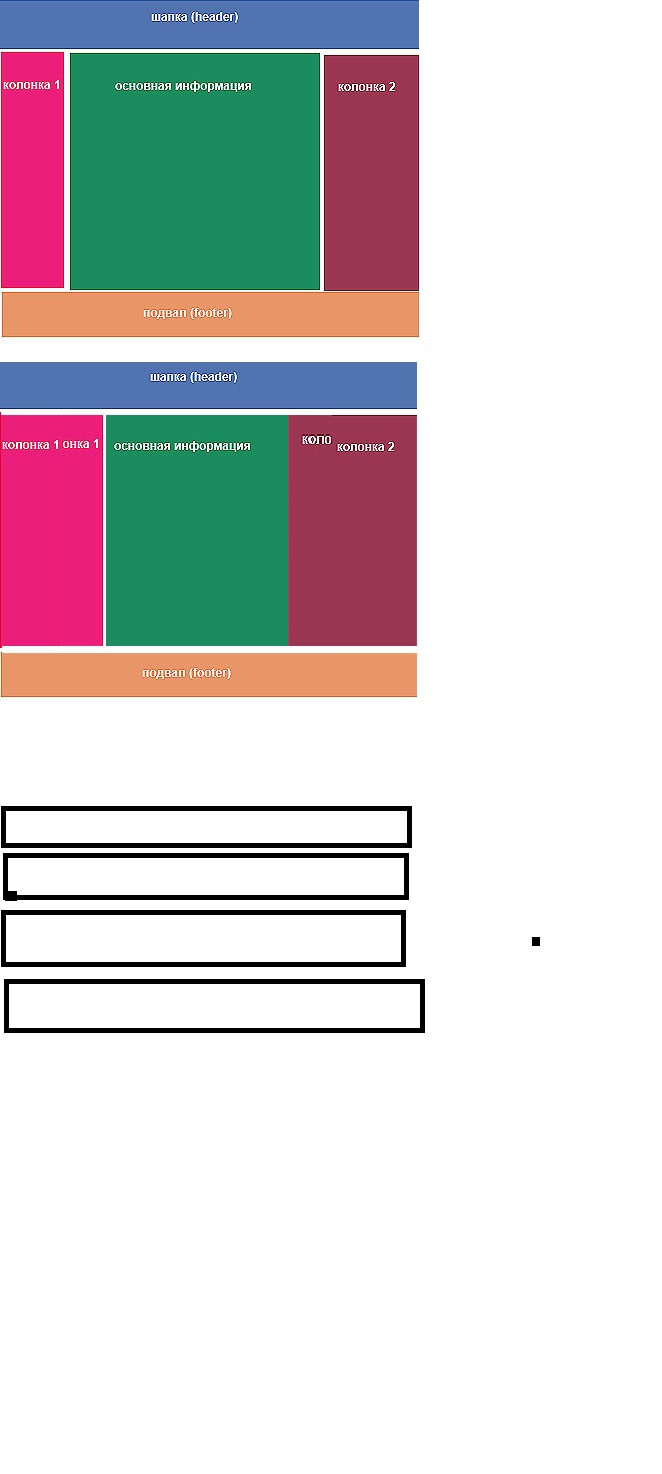 шапка (header)
колонка 1 основная информация колонка 2
подвал (footer)
шапка (header)
колонка 1 онка 1 основная информация коло колонка 2
подвал (footer)